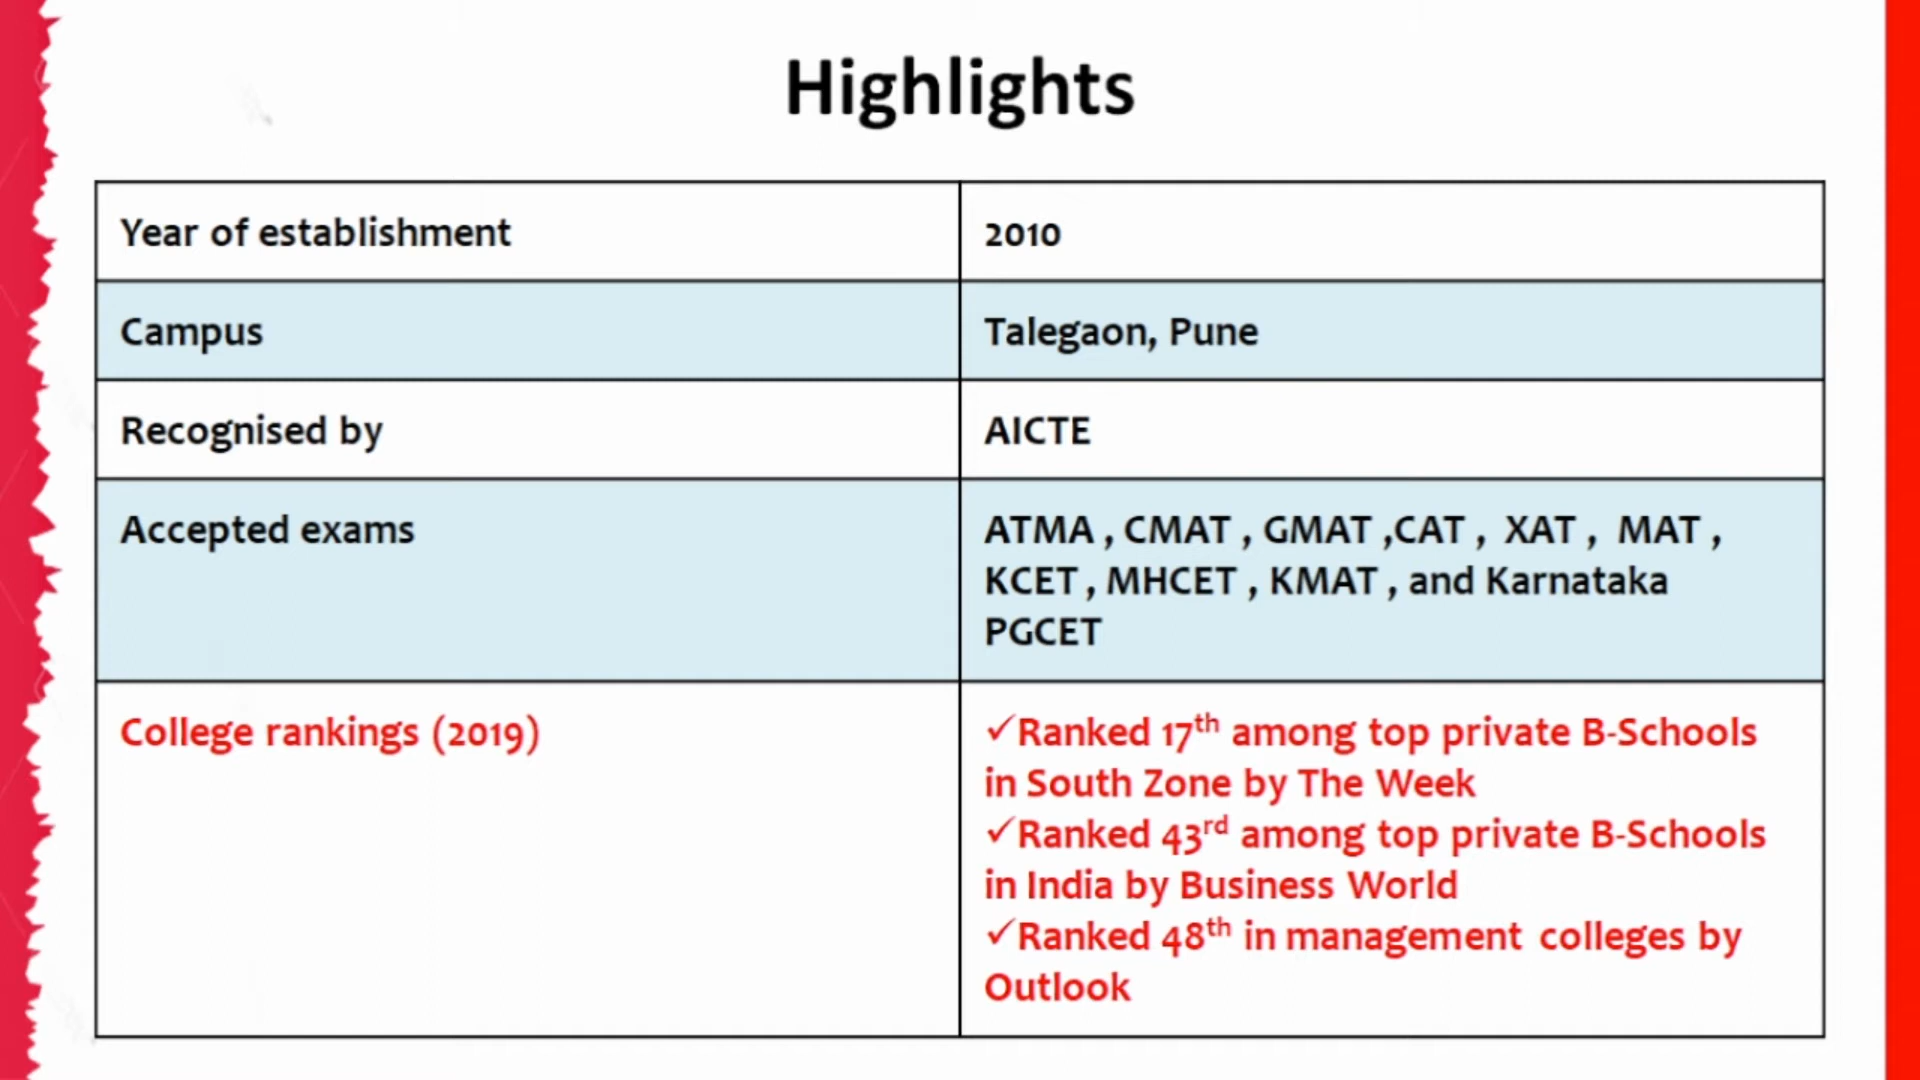 Highlights
Year of establishment
2010
Campus
Talegaon, Pune
Recognised by
AICTE
Accepted exams
ATMA , CMAT , GMAT ,CAT , XAT , MAT ,
KCET , MHCET , KMAT , and Karnataka
PGCET
College rankings (2019)
✓Ranked 17th among top private B-Schools
in South Zone by The Week
✓Ranked 43rd among top private B-Schools
in India by Business World
✓Ranked 48th in management colleges by
Outlook